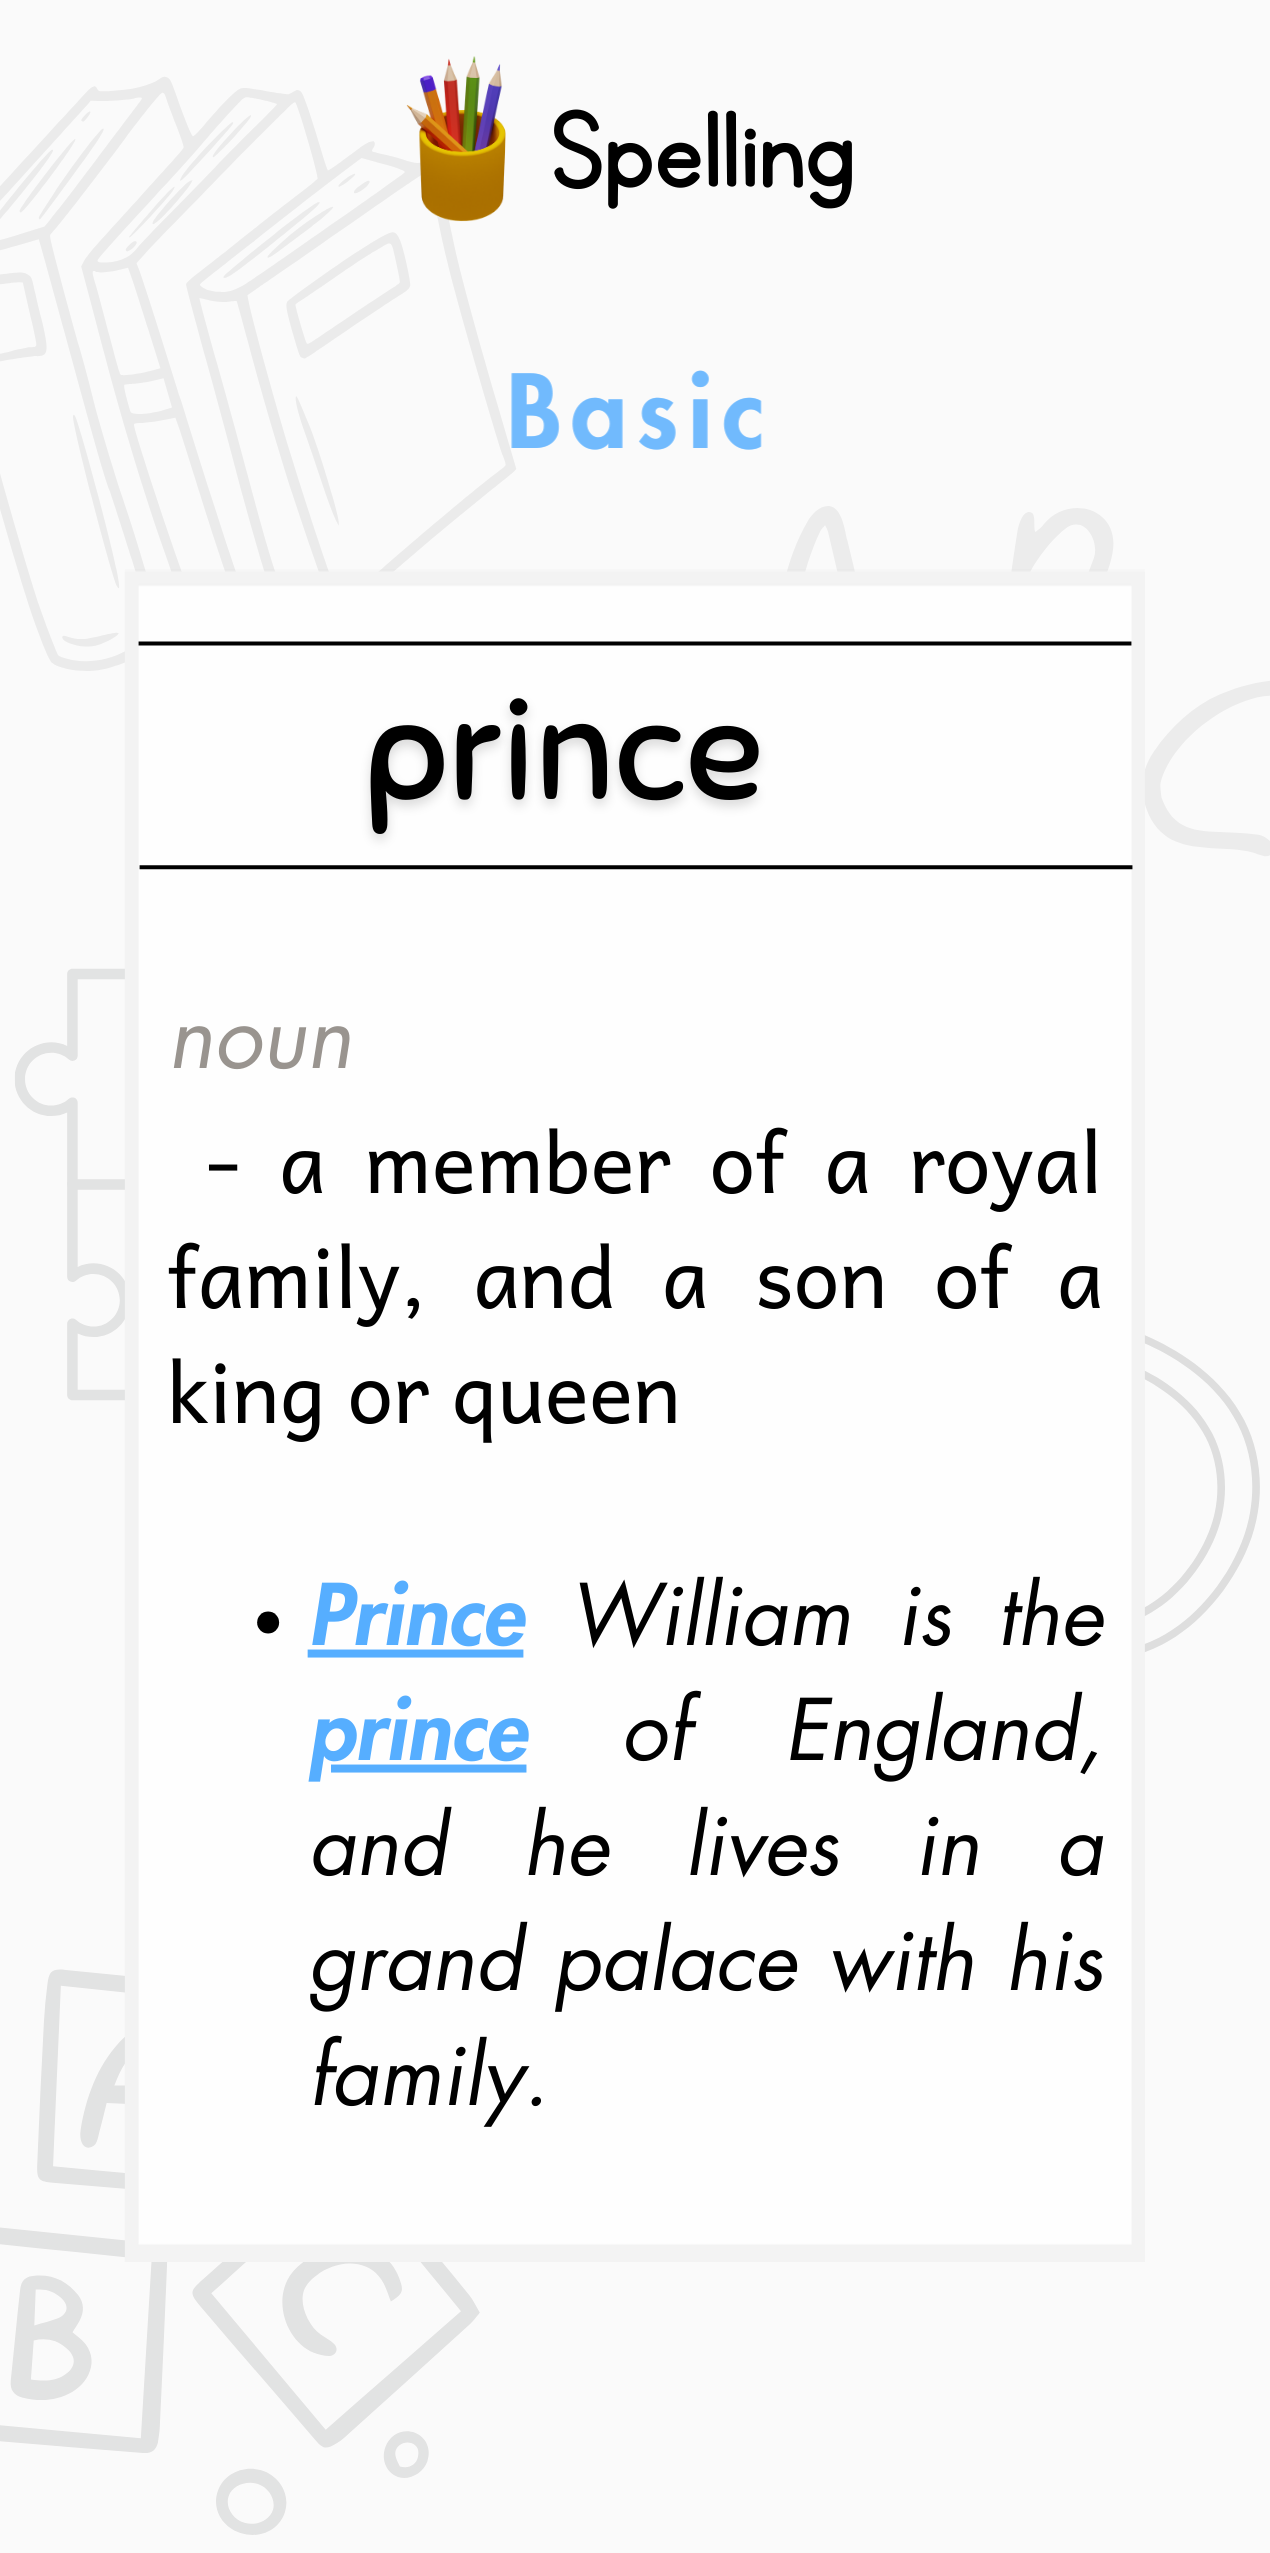 Spelling
Basic
prince
noun
- a member of a royal
family, and a son of a
king or queen
• Prince William is the
prince of England,
and he lives in a
grand palace with his
family.
A
B
C